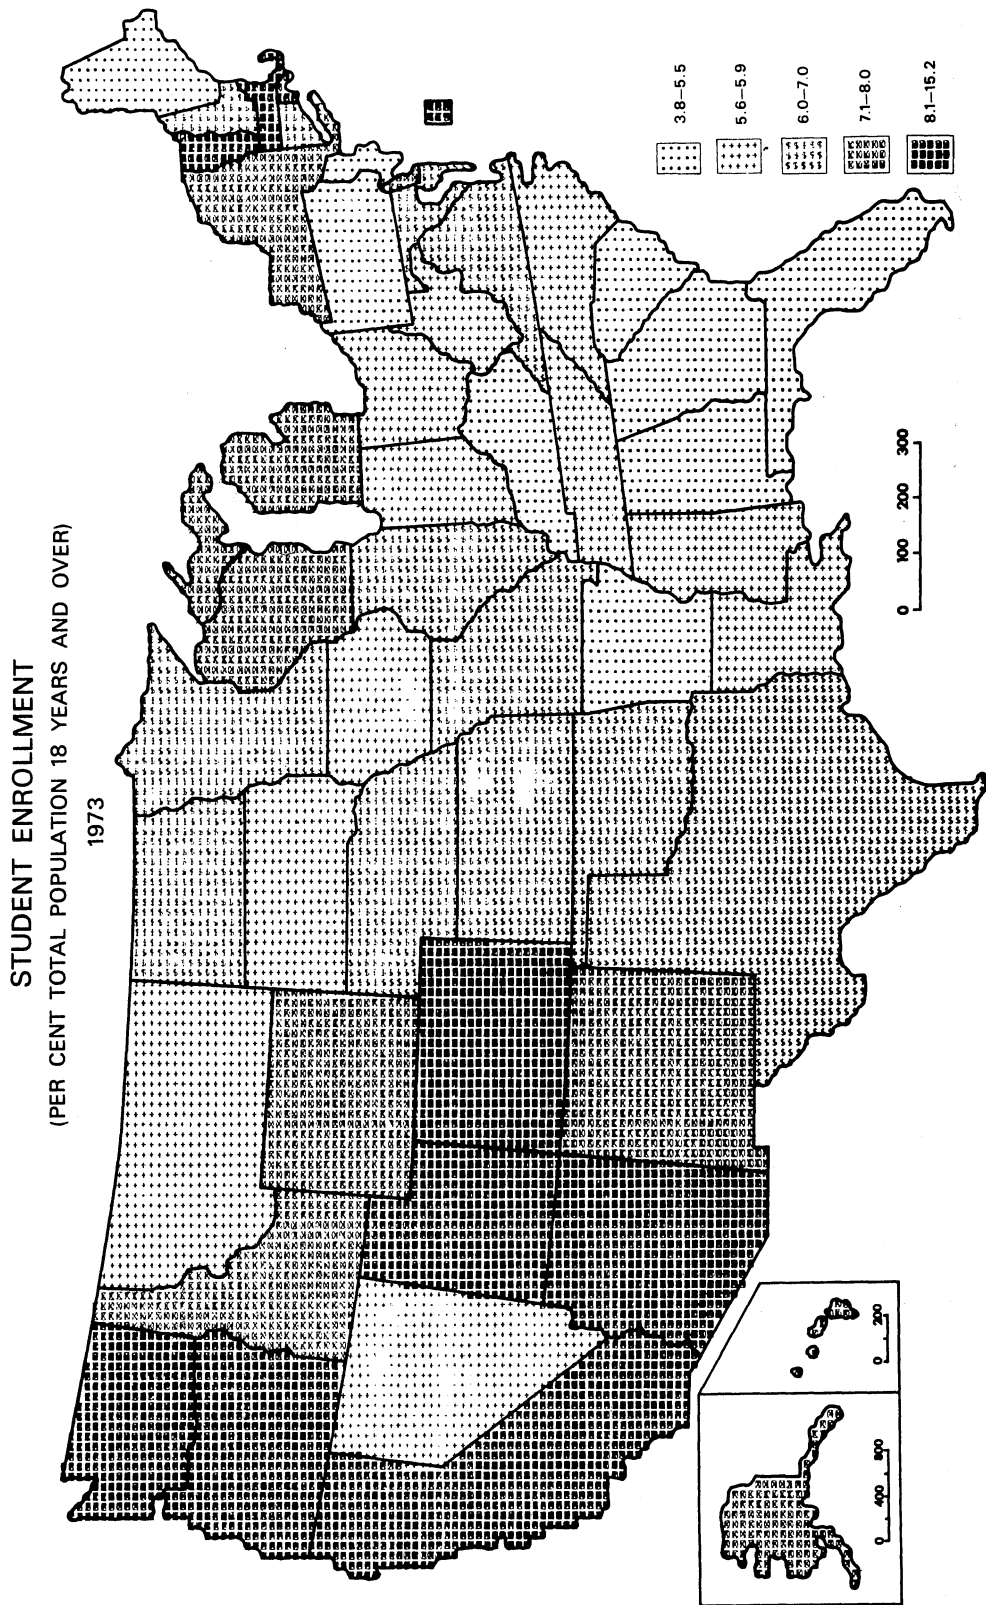 STUDENT ENROLLMENT
(PER CENT TOTAL POPULATION 18 YEARS AND OVER)
1973
3.8–5.5
5.6–5.9
6.0–7.0
7.1–8.0
8.1–15.2
0 100 200 300
0 400 800
0 200